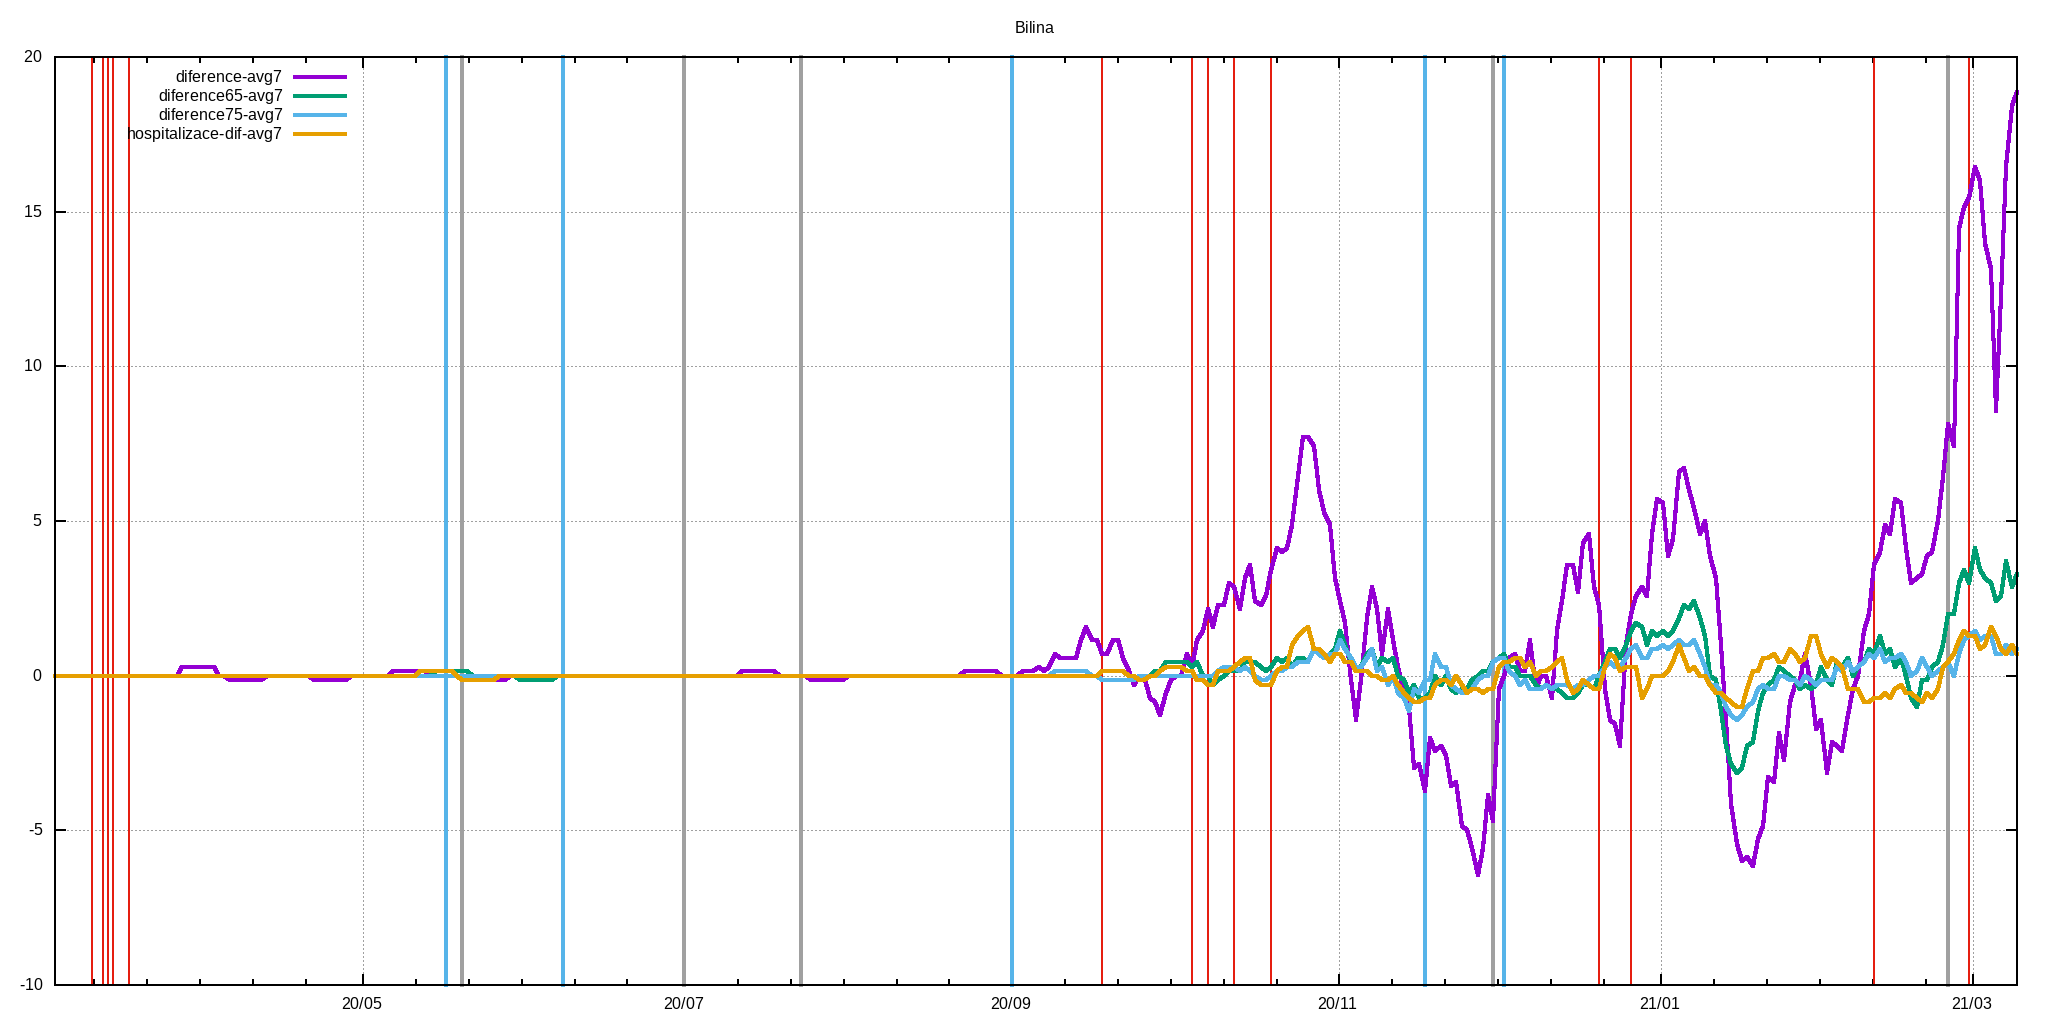 Bilina
20
15
10
5
0
-5
-10
diference-avg7
diference65-avg7
diference75-avg7
hospitalizace-dif-avg7
20/05
20/07
20/09
20/11
21/01
21/03